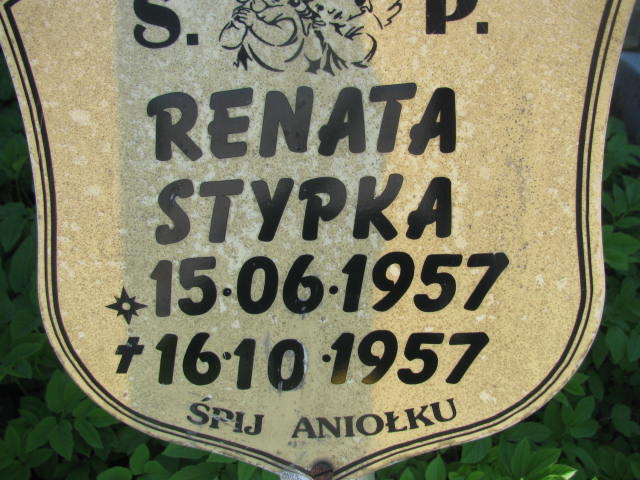 Ś. P.
RENATA
STYPKA
15·06·1957
✝16·10·1957
ŚPIJ ANIOŁKU